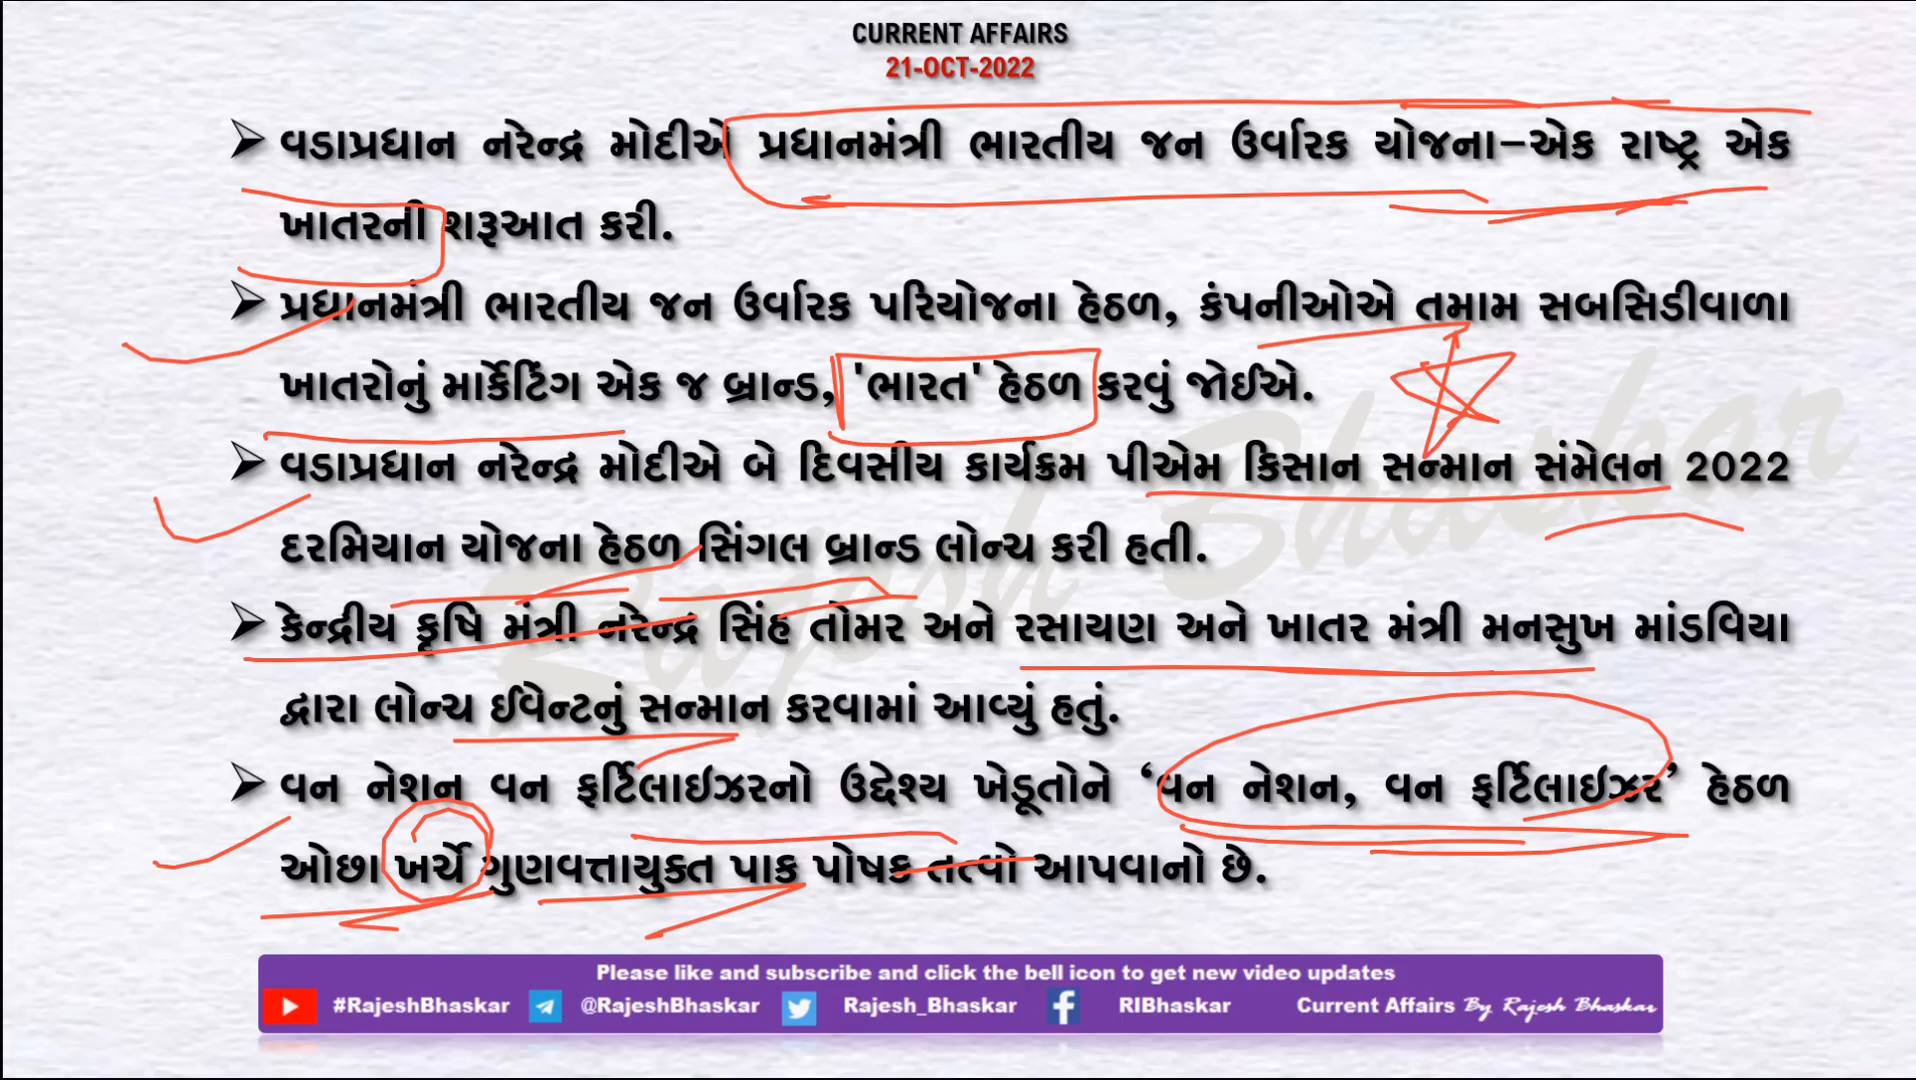 CURRENT AFFAIRS
21-OCT-2022
વડાપ્રધાન નરેન્દ્ર મોદીએ પ્રધાનમંત્રી ભારતીય જન ઉર્વારક યોજના–એક રાષ્ટ્ર એક
ખાતરની શરૂઆત કરી.
પ્રધાનમંત્રી ભારતીય જન ઉર્વારક પરિયોજના હેઠળ, કંપનીઓએ તમામ સબસિડીવાળા
ખાતરોનું માર્કેટિંગ એક જ બ્રાન્ડ, 'ભારત' હેઠળ કરવું જોઈએ.
વડાપ્રધાન નરેન્દ્ર મોદીએ બે દિવસીય કાર્યક્રમ પીએમ કિસાન સન્માન સંમેલન 2022
દરમિયાન યોજના હેઠળ સિંગલ બ્રાન્ડ લોન્ચ કરી હતી.
કેન્દ્રીય કૃષિ મંત્રી નરેન્દ્ર સિંહ તોમર અને રસાયણ અને ખાતર મંત્રી મનસુખ માંડવિયા
દ્વારા લોન્ચ ઈવેન્ટનું સન્માન કરવામાં આવ્યું હતું.
વન નેશન વન ફર્ટિલાઈઝરનો ઉદ્દેશ્ય ખેડૂતોને ‘વન નેશન, વન ફર્ટિલાઈઝર’ હેઠળ
ઓછા ખર્ચે ગુણવત્તાયુક્ત પાક પોષક તત્વો આપવાનો છે.
Rajesh Bhaskar
Please like and subscribe and click the bell icon to get new video updates
#RajeshBhaskar @RajeshBhaskar Rajesh_Bhaskar RIBhaskar Current Affairs By Rajesh Bhaskar